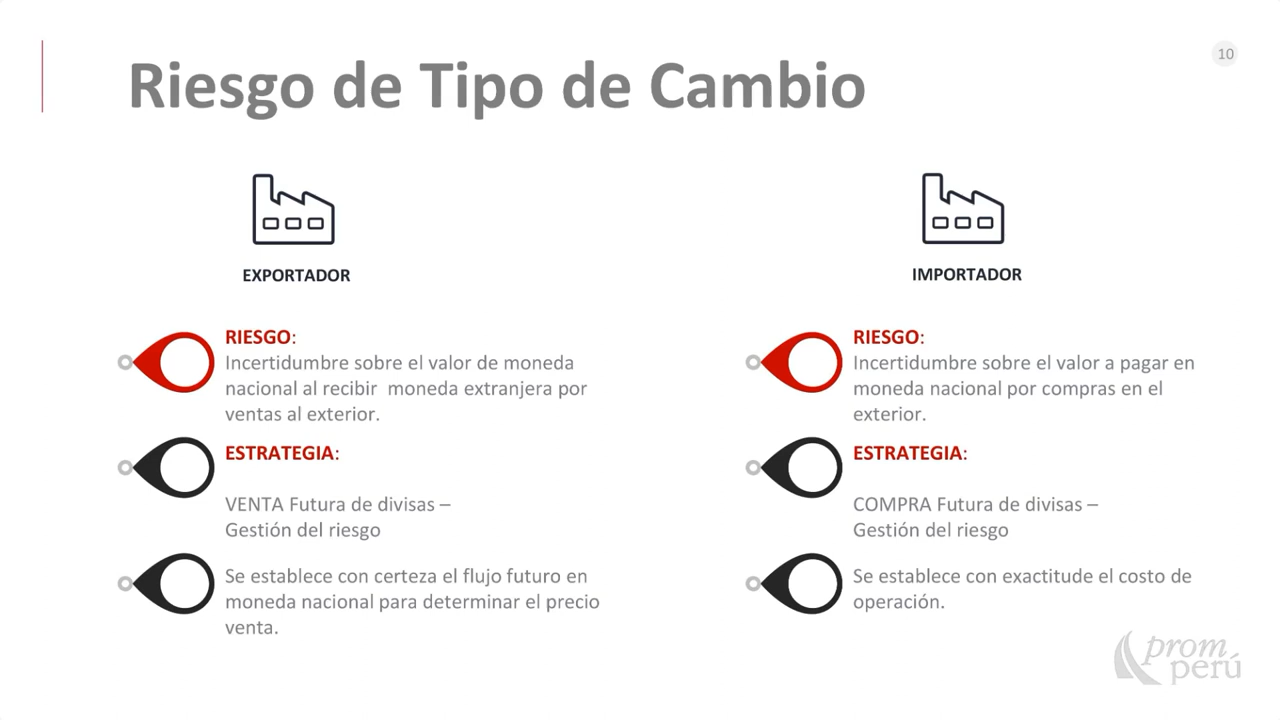 10
Riesgo de Tipo de Cambio
EXPORTADOR
RIESGO:
Incertidumbre sobre el valor de moneda
nacional al recibir moneda extranjera por
ventas al exterior.
ESTRATEGIA:
VENTA Futura de divisas –
Gestión del riesgo
Se establece con certeza el flujo futuro en
moneda nacional para determinar el precio
venta.
IMPORTADOR
RIESGO:
Incertidumbre sobre el valor a pagar en
moneda nacional por compras en el
exterior.
ESTRATEGIA:
COMPRA Futura de divisas –
Gestión del riesgo
Se establece con exactitude el costo de
operación.
prom
perú